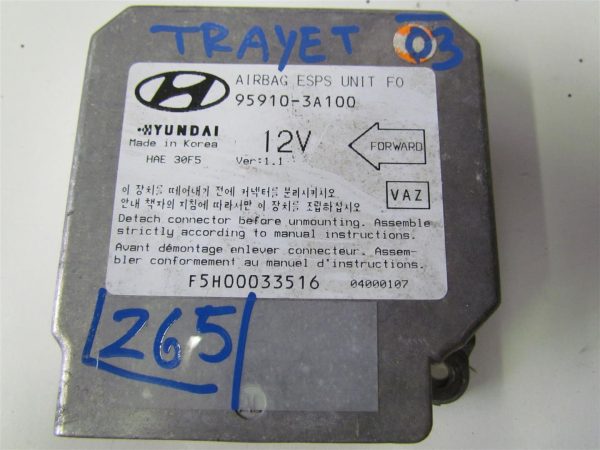 TRAYET 03
AIRBAG ESPS UNIT FO
95910-3A100
HYUNDAI
Made in Korea
HAE 30F5
12V
Ver:1.1
FORWARD
VAZ
이 장치를 떼어내기 전에 커넥터를 분리시키시오.
안내 책자의 지침에 따라서만 이 장치를 조립하십시오.
Detach connector before unmounting. Assemble
strictly according to manual instructions.
Avant démontage enlever connecteur. Assem-
bler conformement au manuel d'instructions.
F5H00033516
04000107
265